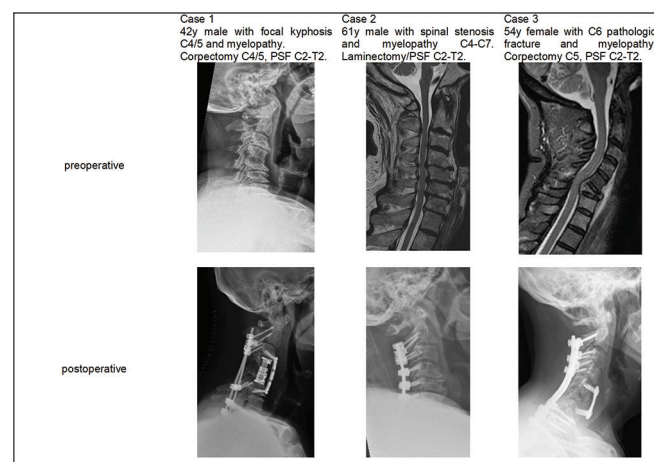 Case 1
42y male with focal kyphosis
C4/5 and myelopathy.
Corpectomy C4/5, PSF C2-T2.
Case 2
61y male with spinal stenosis
and myelopathy C4-C7.
Laminectomy/PSF C2-T2.
Case 3
54y female with C6 pathologic
fracture and myelopathy
Corpectomy C5, PSF C2-T2.
preoperative
postoperative